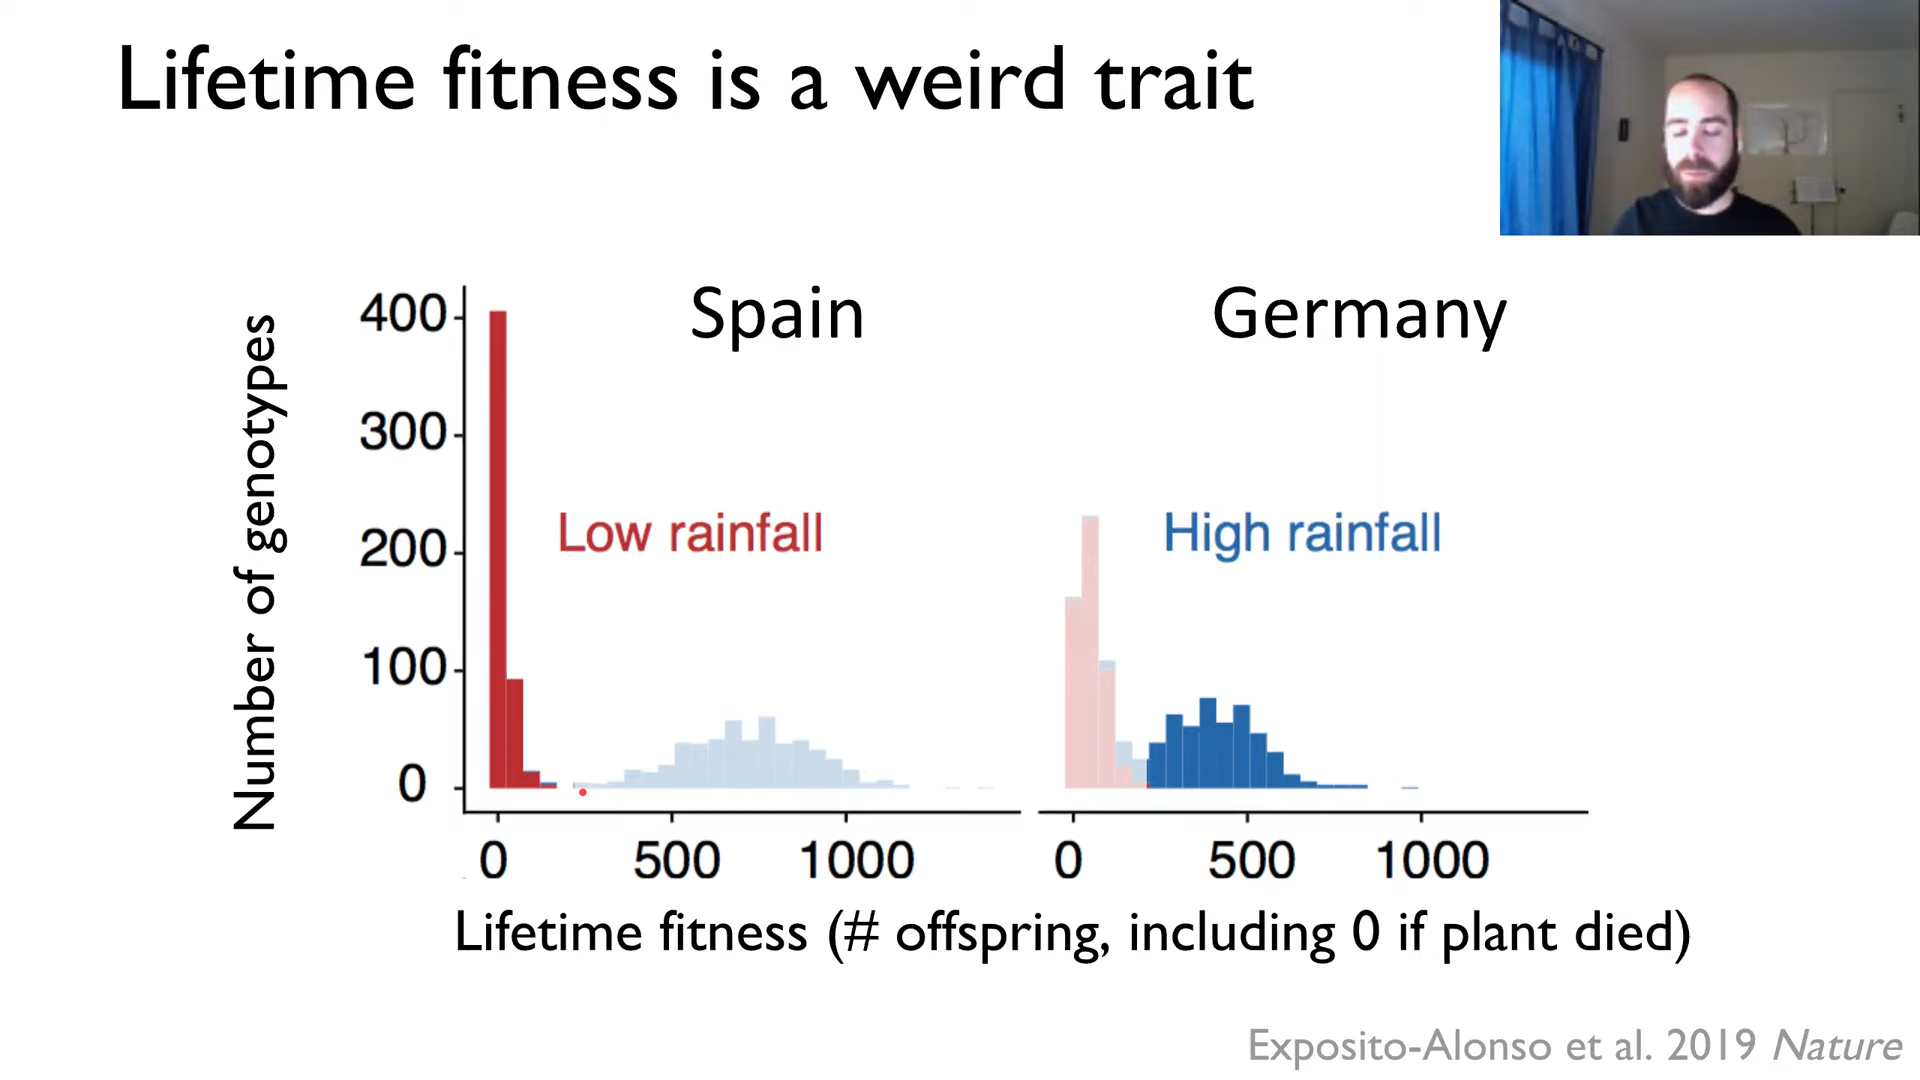 Lifetime fitness is a weird trait
Spain
Germany
Number of genotypes
400
300
200
100
0
Low rainfall
High rainfall
0 500 1000
0 500 1000
Lifetime fitness (# offspring, including 0 if plant died)
Exposito-Alonso et al. 2019 Nature